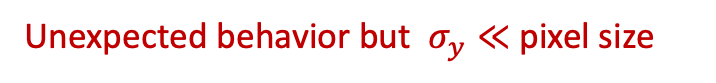 Unexpected behavior but σ_y ≪ pixel size